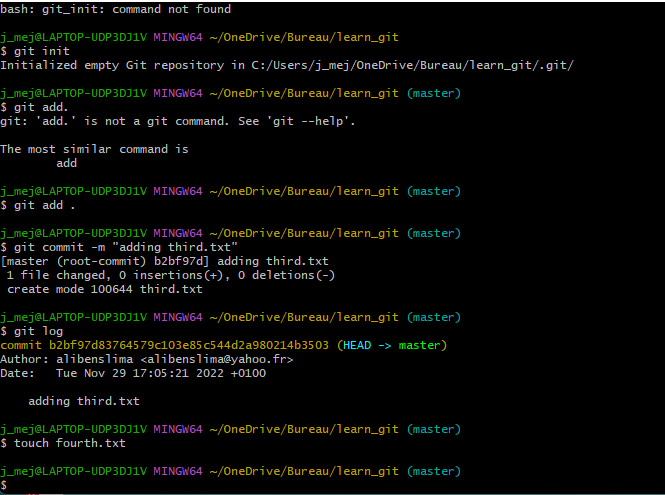 bash: git_init: command not found
j_mej@LAPTOP-UDP3DJ1V MINGW64 ~/OneDrive/Bureau/learn_git
$ git init
Initialized empty Git repository in C:/Users/j_mej/OneDrive/Bureau/learn_git/.git/
j_mej@LAPTOP-UDP3DJ1V MINGW64 ~/OneDrive/Bureau/learn_git (master)
$ git add.
git: 'add.' is not a git command. See 'git --help'.
The most similar command is
add
j_mej@LAPTOP-UDP3DJ1V MINGW64 ~/OneDrive/Bureau/learn_git (master)
$ git add .
j_mej@LAPTOP-UDP3DJ1V MINGW64 ~/OneDrive/Bureau/learn_git (master)
$ git commit -m "adding third.txt"
[master (root-commit) b2bf97d] adding third.txt
1 file changed, 0 insertions(+), 0 deletions(-)
create mode 100644 third.txt
j_mej@LAPTOP-UDP3DJ1V MINGW64 ~/OneDrive/Bureau/learn_git (master)
$ git log
commit b2bf97d83764579c103e85c544d2a980214b3503 (HEAD -> master)
Author: alibenslima <alibenslima@yahoo.fr>
Date:   Tue Nov 29 17:05:21 2022 +0100
adding third.txt
j_mej@LAPTOP-UDP3DJ1V MINGW64 ~/OneDrive/Bureau/learn_git (master)
$ touch fourth.txt
j_mej@LAPTOP-UDP3DJ1V MINGW64 ~/OneDrive/Bureau/learn_git (master)
$